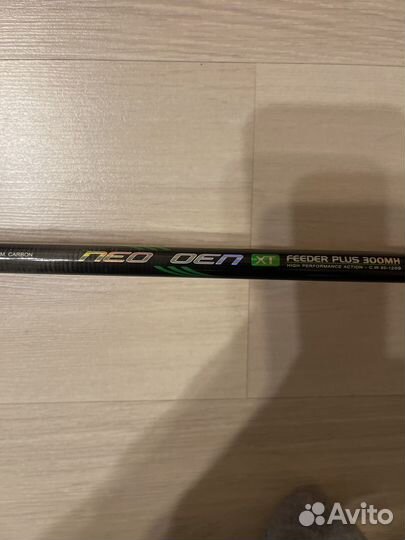 M. CARBON NEO OEN XT FEEDER PLUS 300MH
HIGH PERFORMANCE ACTION - C.W.
Avito